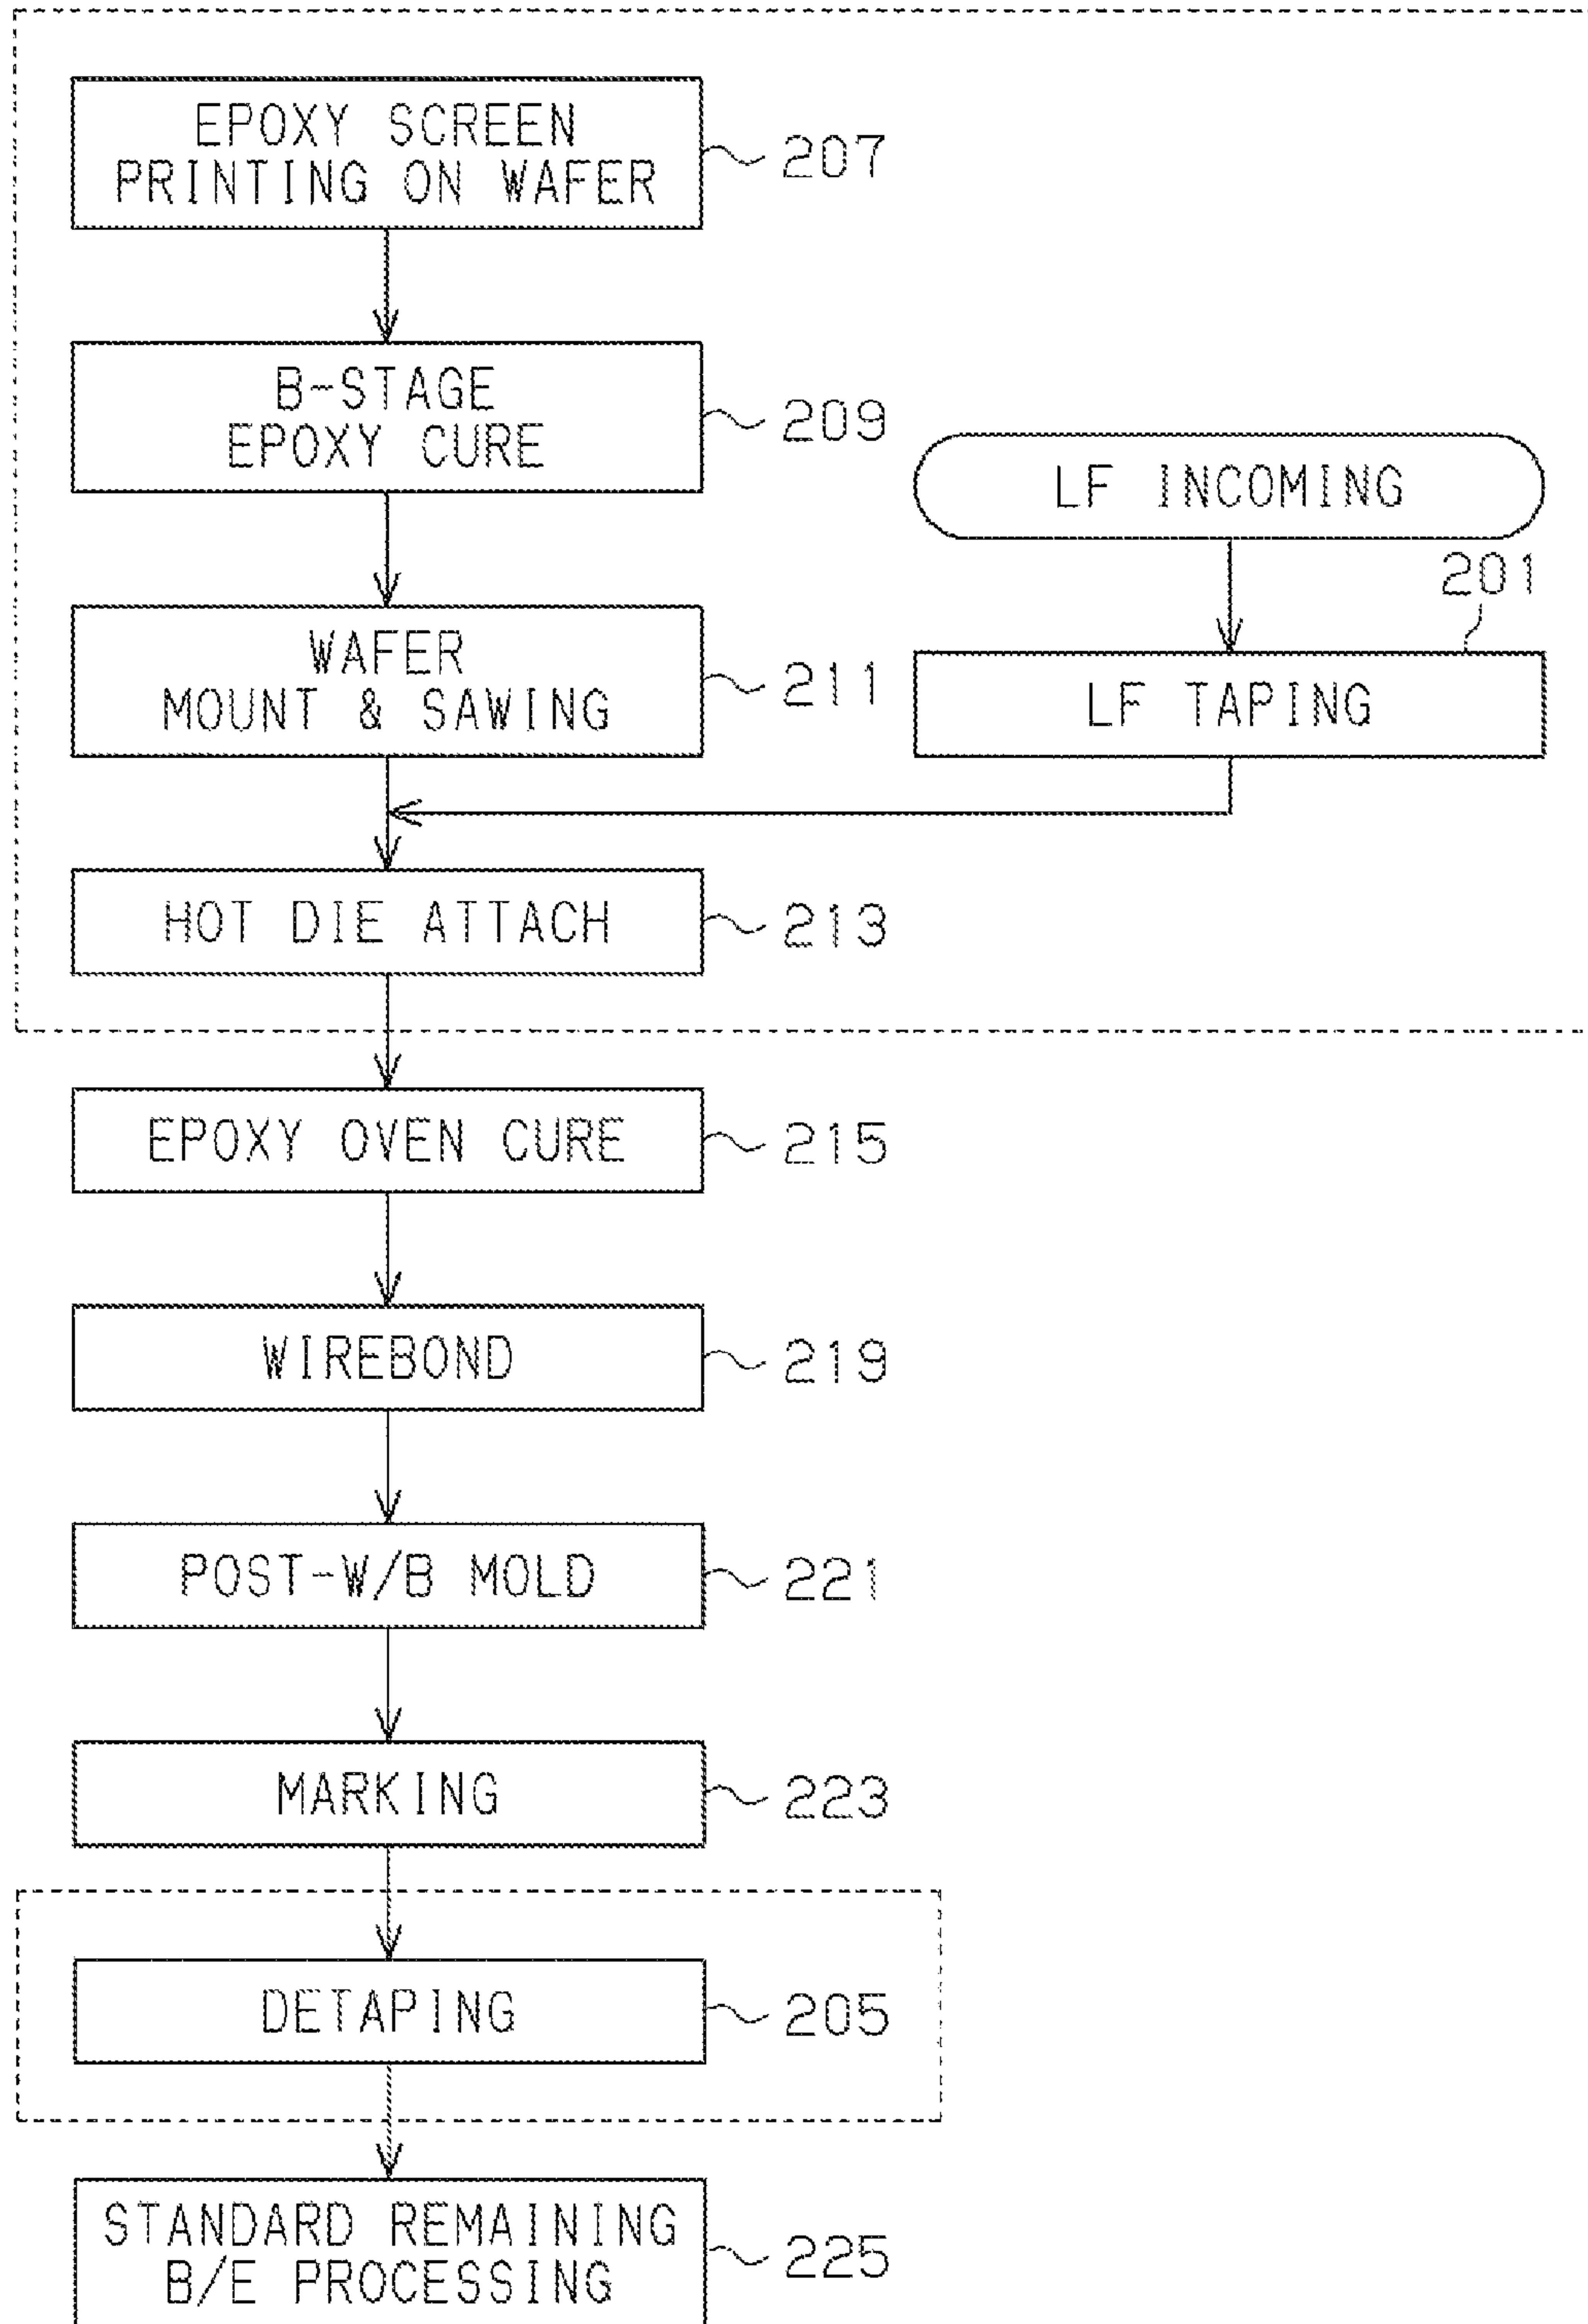 EPOXY SCREEN
PRINTING ON WAFER
207
B-STAGE
EPOXY CURE
209
LF INCOMING
201
LF TAPING
WAFER
MOUNT & SAWING
211
HOT DIE ATTACH
213
EPOXY OVEN CURE
215
WIREBOND
219
POST-W/B MOLD
221
MARKING
223
DETAPING
205
STANDARD REMAINING
B/E PROCESSING
225